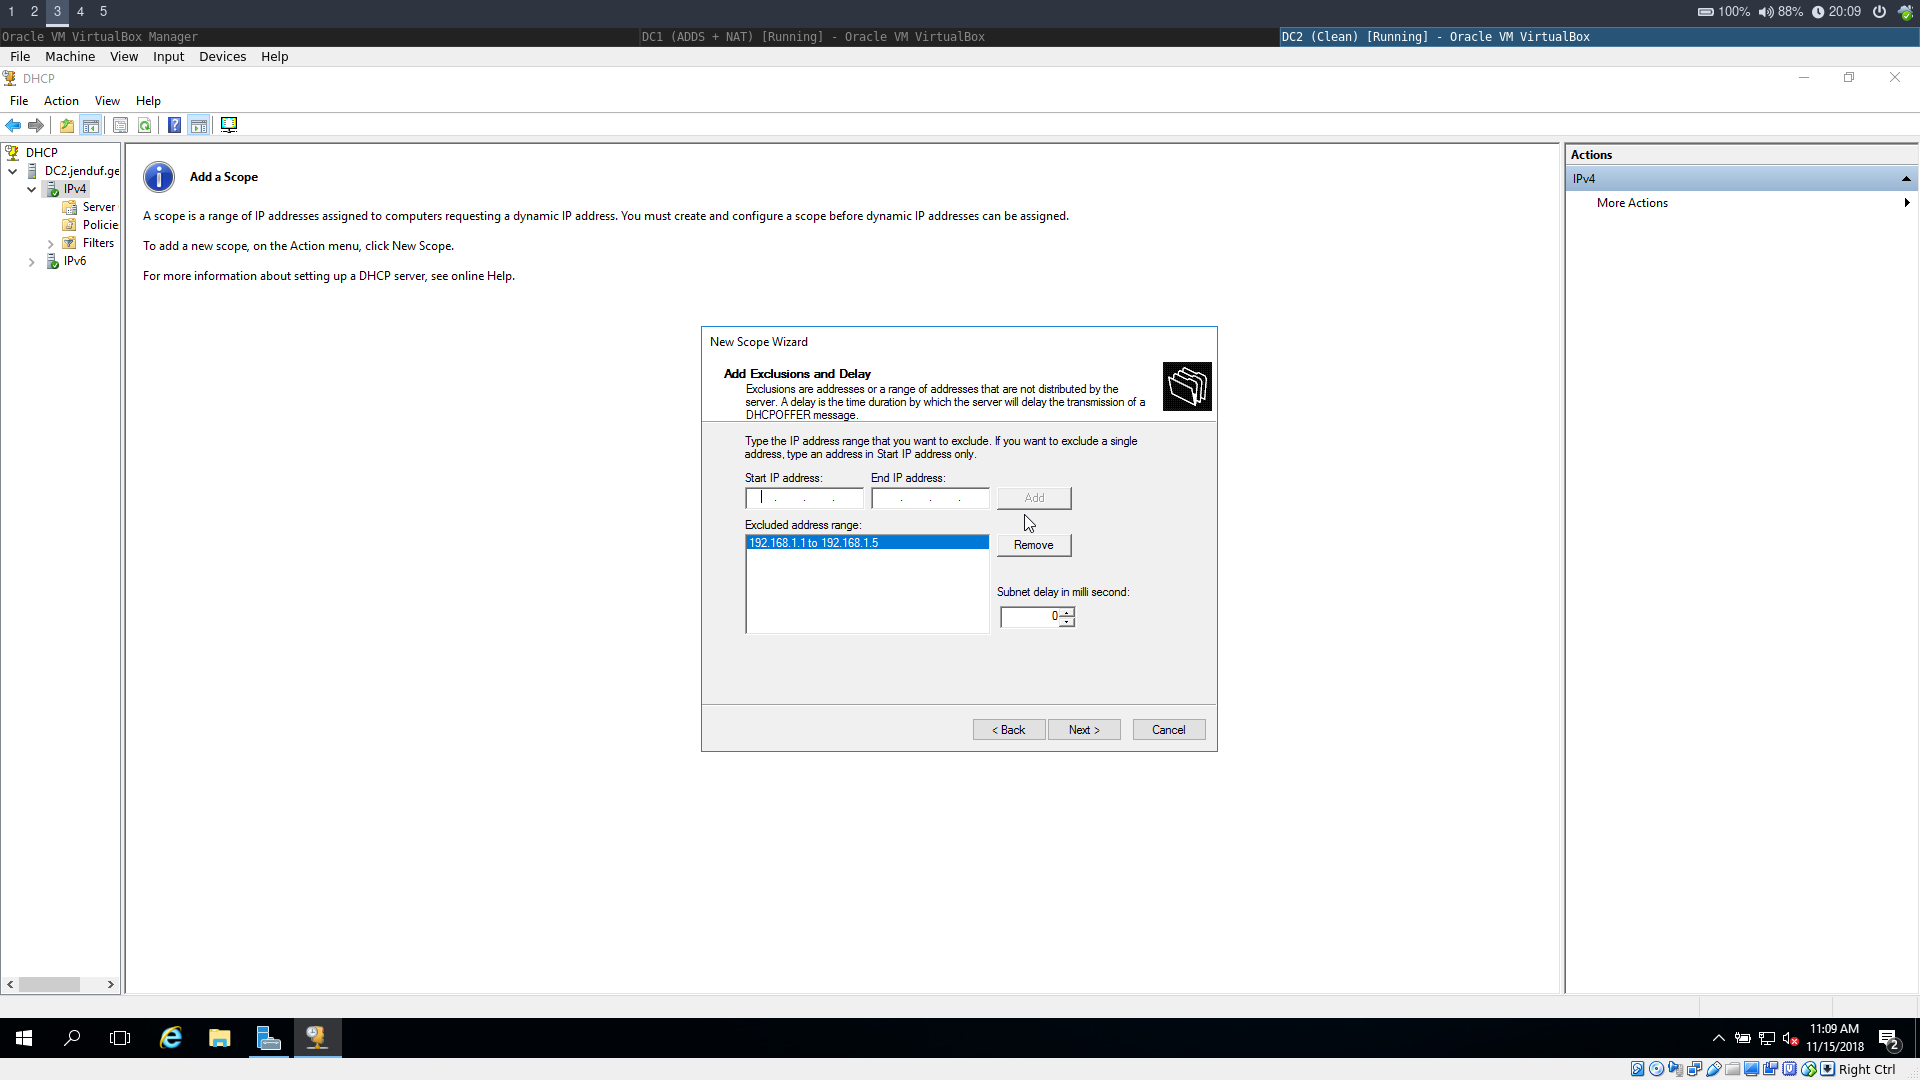 1 2 3 4 5
100% 88% 20:09
Oracle VM VirtualBox Manager
DC1 (ADDS + NAT) [Running] - Oracle VM VirtualBox
DC2 (Clean) [Running] - Oracle VM VirtualBox
File Machine View Input Devices Help
DHCP
File Action View Help
DHCP
DC2.jenduf.ge
IPv4
Server
Policie
Filters
IPv6
Add a Scope
A scope is a range of IP addresses assigned to computers requesting a dynamic IP address. You must create and configure a scope before dynamic IP addresses can be assigned.
To add a new scope, on the Action menu, click New Scope.
For more information about setting up a DHCP server, see online Help.
Actions
IPv4
More Actions
New Scope Wizard
Add Exclusions and Delay
Exclusions are addresses or a range of addresses that are not distributed by the
server. A delay is the time duration by which the server will delay the transmission of a
DHCPOFFER message.
Type the IP address range that you want to exclude. If you want to exclude a single
address, type an address in Start IP address only.
Start IP address: End IP address:
. . . . . . Add
Excluded address range:
192.168.1.1 to 192.168.1.5
Remove
Subnet delay in milli second:
0
< Back Next > Cancel
11:09 AM
11/15/2018
2
Right Ctrl